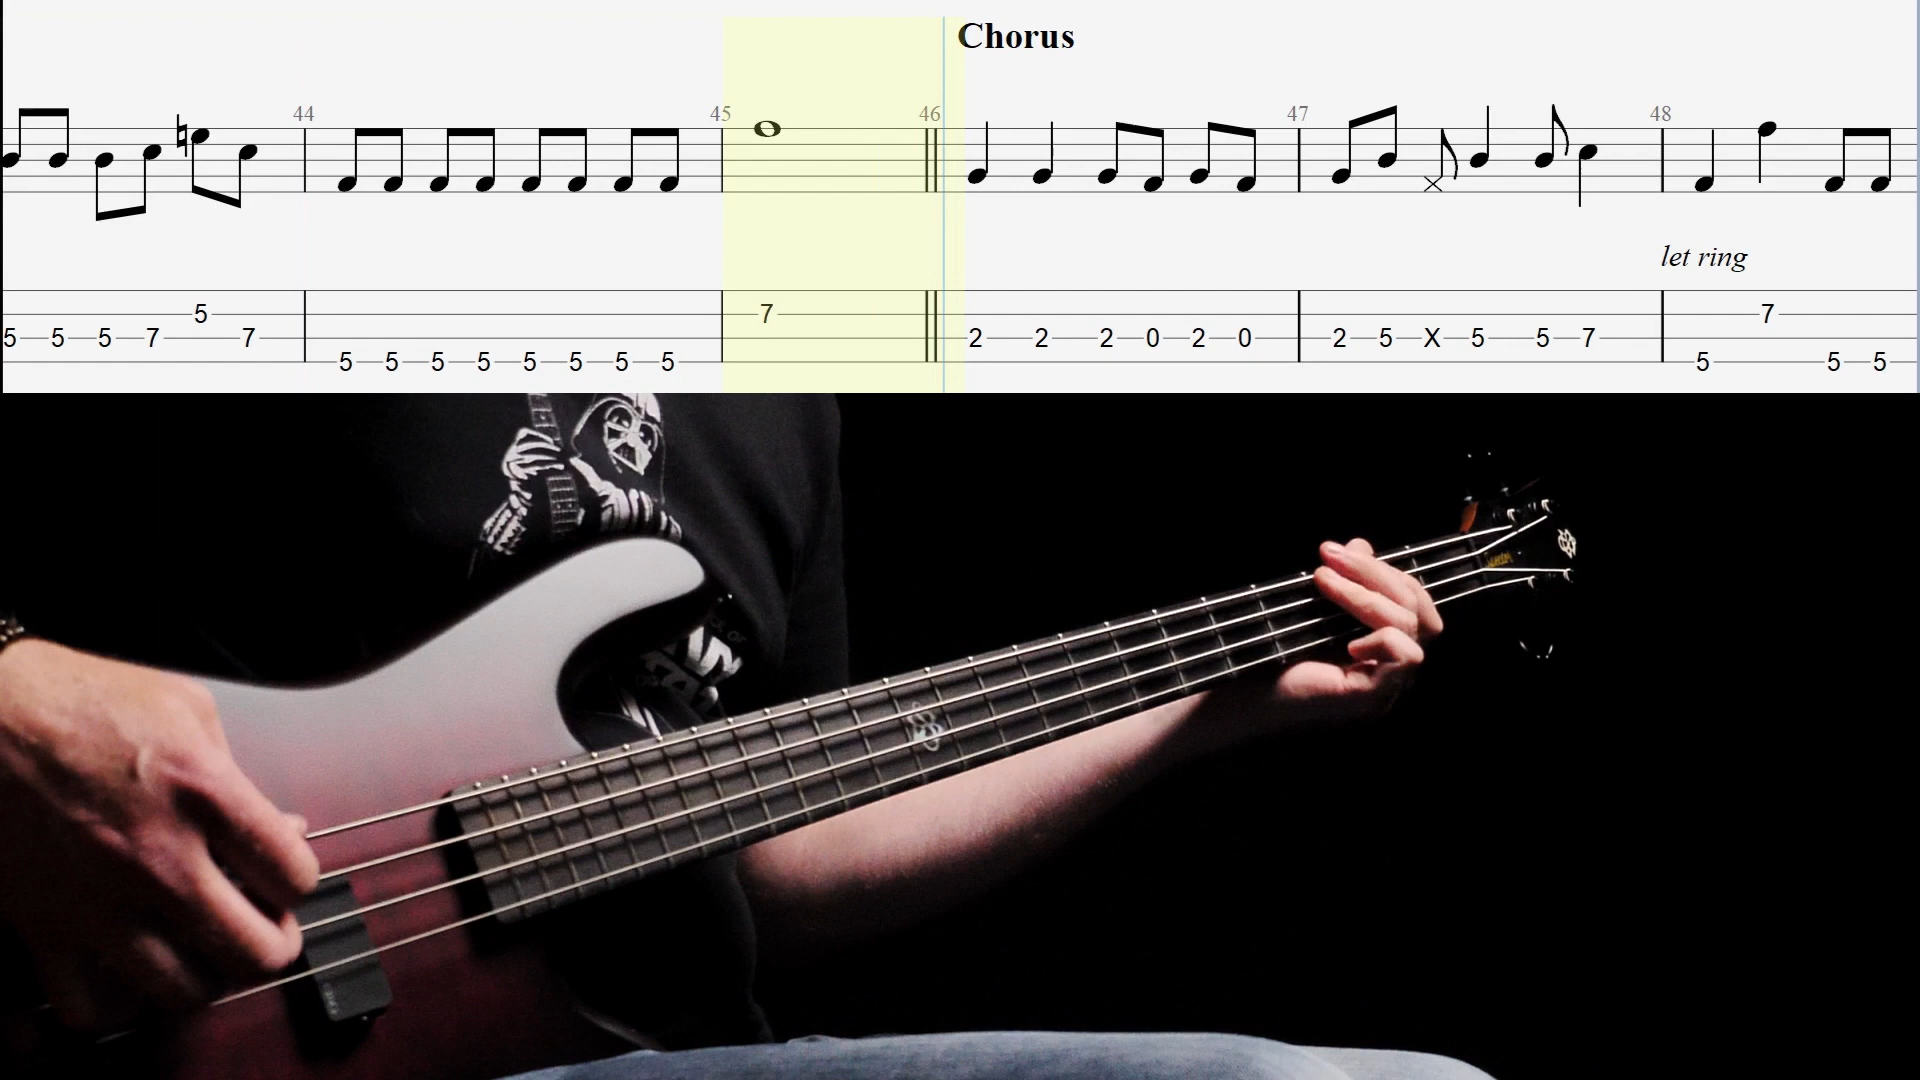 Chorus
44 45 46 47 48
let ring
5 7
7
5 5 5 7 7 2 2 2 0 2 0 2 5 X 5 5 7
5 5 5 5 5 5 5 5 5 5 5